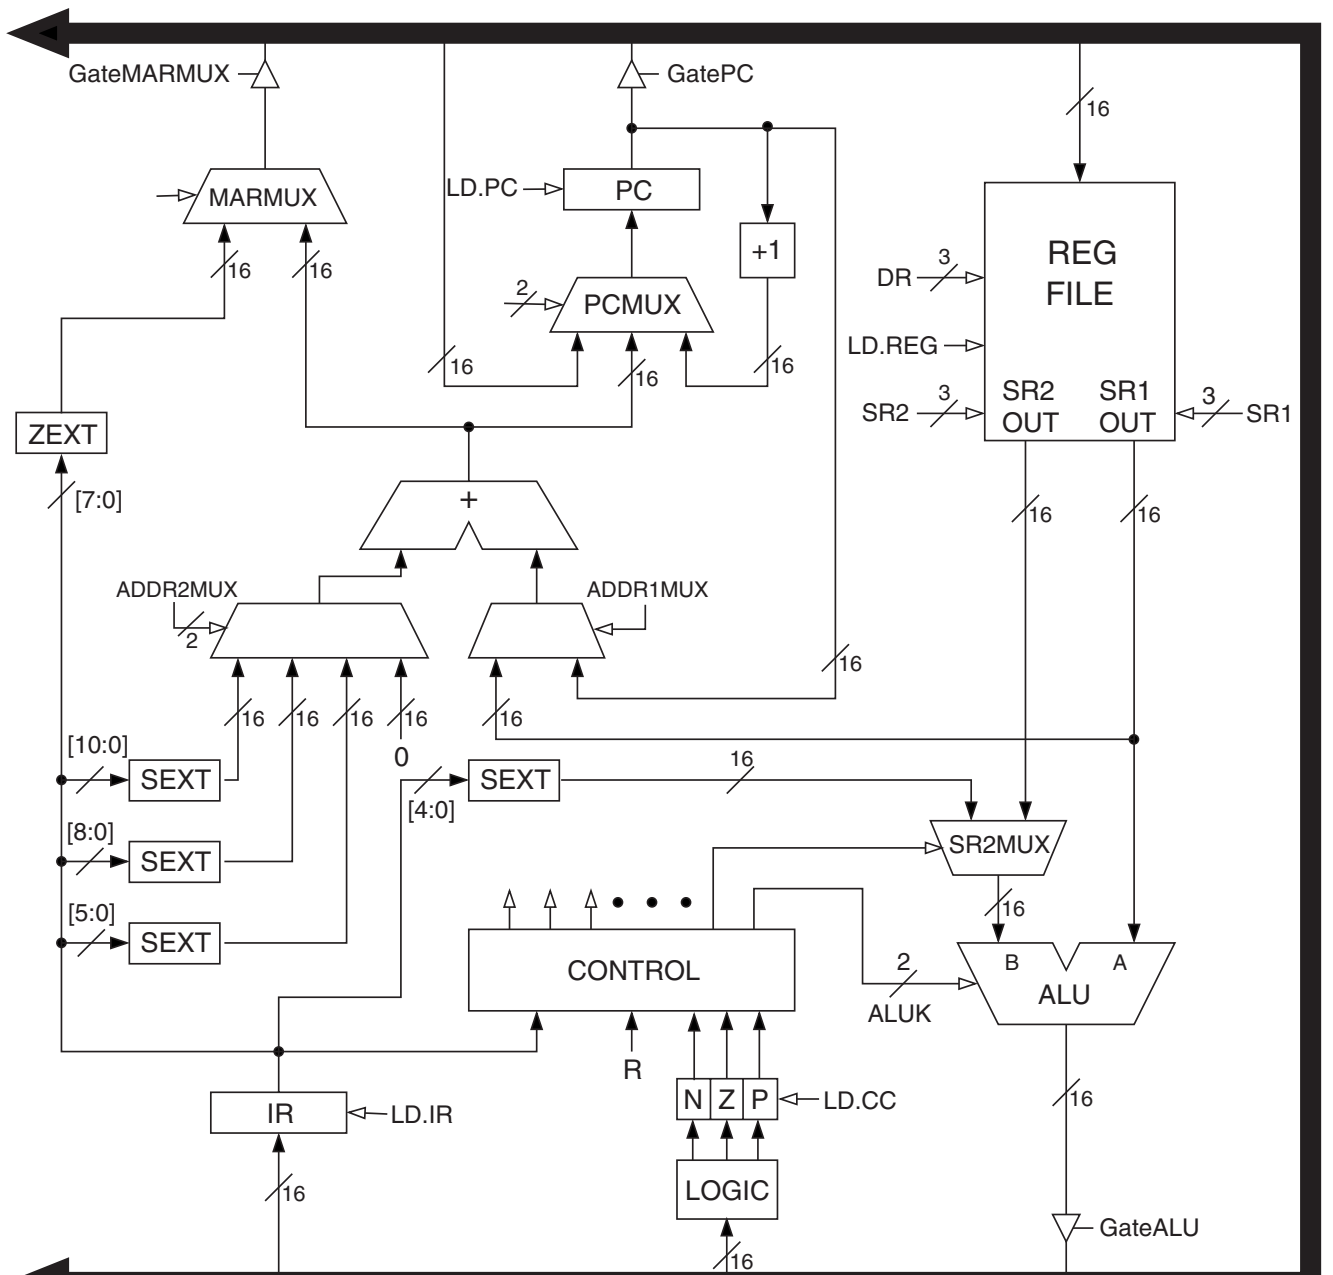 GateMARMUX
GatePC
16
MARMUX
LD.PC
PC
+1
REG
FILE
16
16
2
PCMUX
3
DR
LD.REG
16
16
16
SR2
OUT
SR1
OUT
3
SR2
3
SR1
ZEXT
[7:0]
+
16
16
ADDR2MUX
2
ADDR1MUX
16
16
16
16
16
16
0
[10:0]
SEXT
[4:0]
SEXT
16
[8:0]
SEXT
SR2MUX
16
[5:0]
SEXT
CONTROL
2
ALUK
B
A
ALU
R
N
Z
P
LD.CC
IR
LD.IR
16
16
LOGIC
16
GateALU